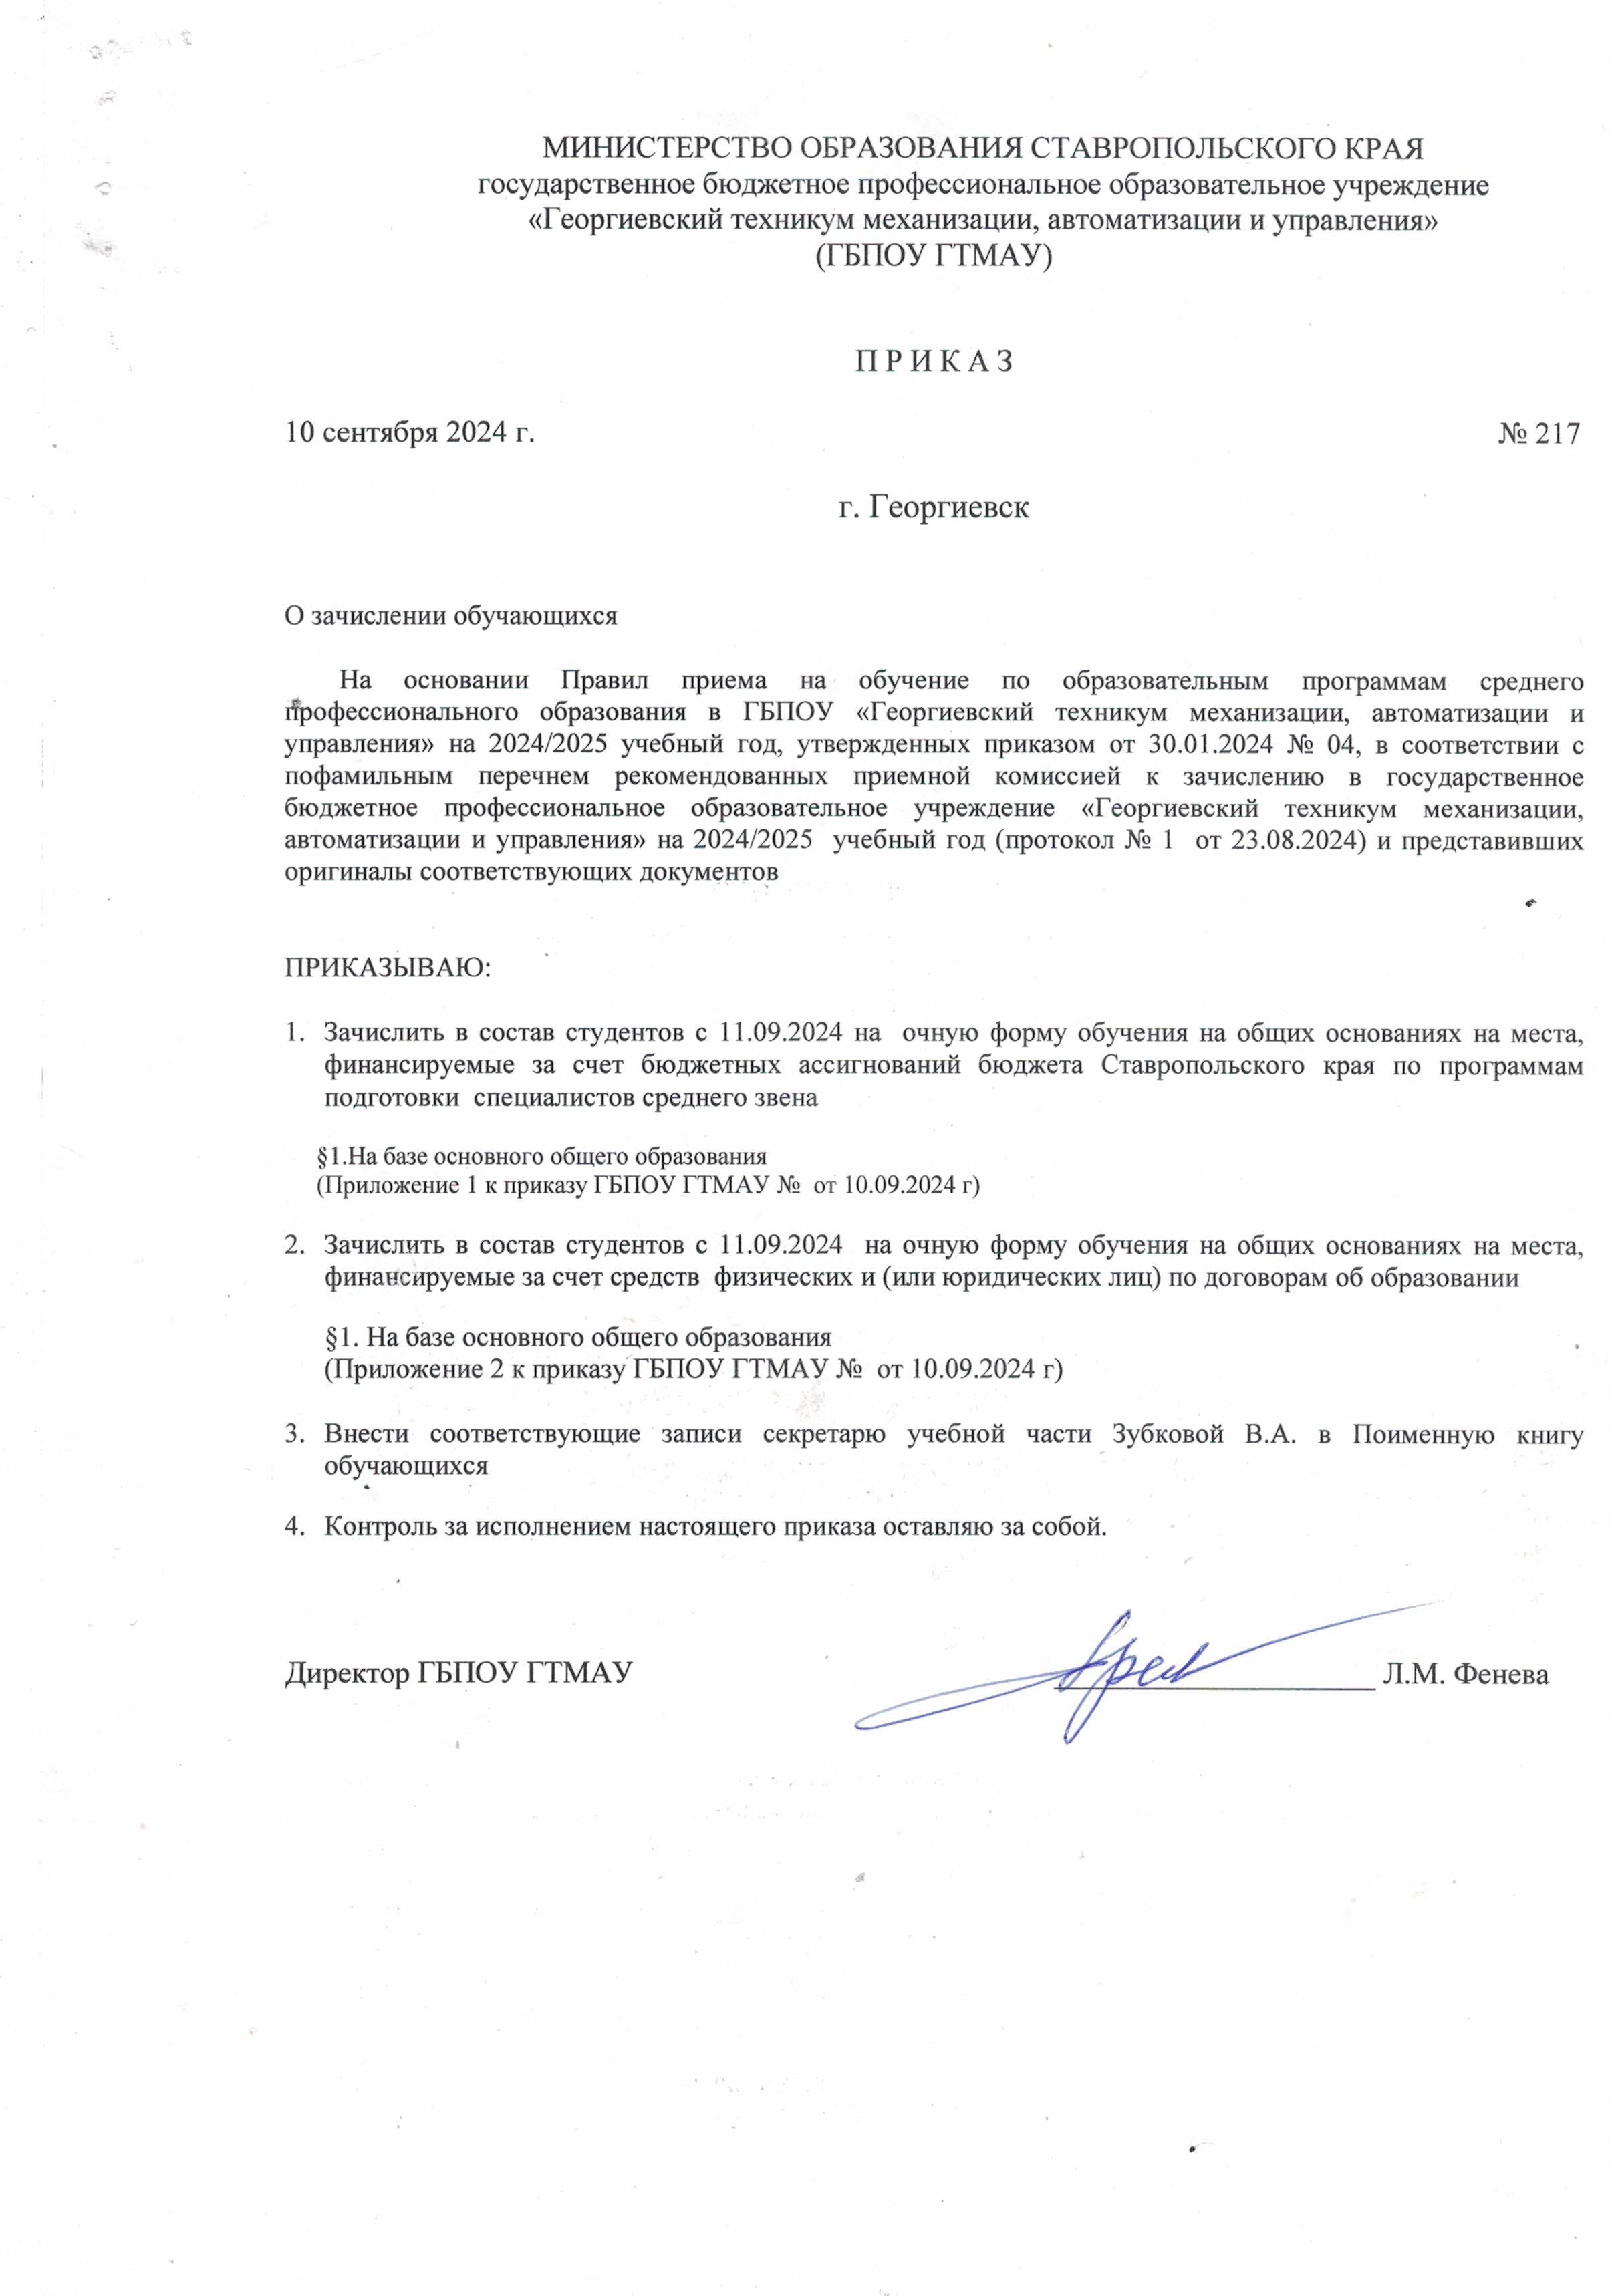 МИНИСТЕРСТВО ОБРАЗОВАНИЯ СТАВРОПОЛЬСКОГО КРАЯ
государственное бюджетное профессиональное образовательное учреждение
«Георгиевский техникум механизации, автоматизации и управления»
(ГБПОУ ГТМАУ)
П Р И К А З
10 сентября 2024 г. № 217
г. Георгиевск
О зачислении обучающихся
На основании Правил приема на обучение по образовательным программам среднего
профессионального образования в ГБПОУ «Георгиевский техникум механизации, автоматизации и
управления» на 2024/2025 учебный год, утвержденных приказом от 30.01.2024 № 04, в соответствии с
пофамильным перечнем рекомендованных приемной комиссией к зачислению в государственное
бюджетное профессиональное образовательное учреждение «Георгиевский техникум механизации,
автоматизации и управления» на 2024/2025 учебный год (протокол № 1 от 23.08.2024) и представивших
оригиналы соответствующих документов
ПРИКАЗЫВАЮ:
1. Зачислить в состав студентов с 11.09.2024 на очную форму обучения на общих основаниях на места,
финансируемые за счет бюджетных ассигнований бюджета Ставропольского края по программам
подготовки специалистов среднего звена
§1.На базе основного общего образования
(Приложение 1 к приказу ГБПОУ ГТМАУ № от 10.09.2024 г)
2. Зачислить в состав студентов с 11.09.2024 на очную форму обучения на общих основаниях на места,
финансируемые за счет средств физических и (или юридических лиц) по договорам об образовании
§1. На базе основного общего образования
(Приложение 2 к приказу ГБПОУ ГТМАУ № от 10.09.2024 г)
3. Внести соответствующие записи секретарю учебной части Зубковой В.А. в Поименную книгу
обучающихся
4. Контроль за исполнением настоящего приказа оставляю за собой.
Директор ГБПОУ ГТМАУ Л.М. Фенева